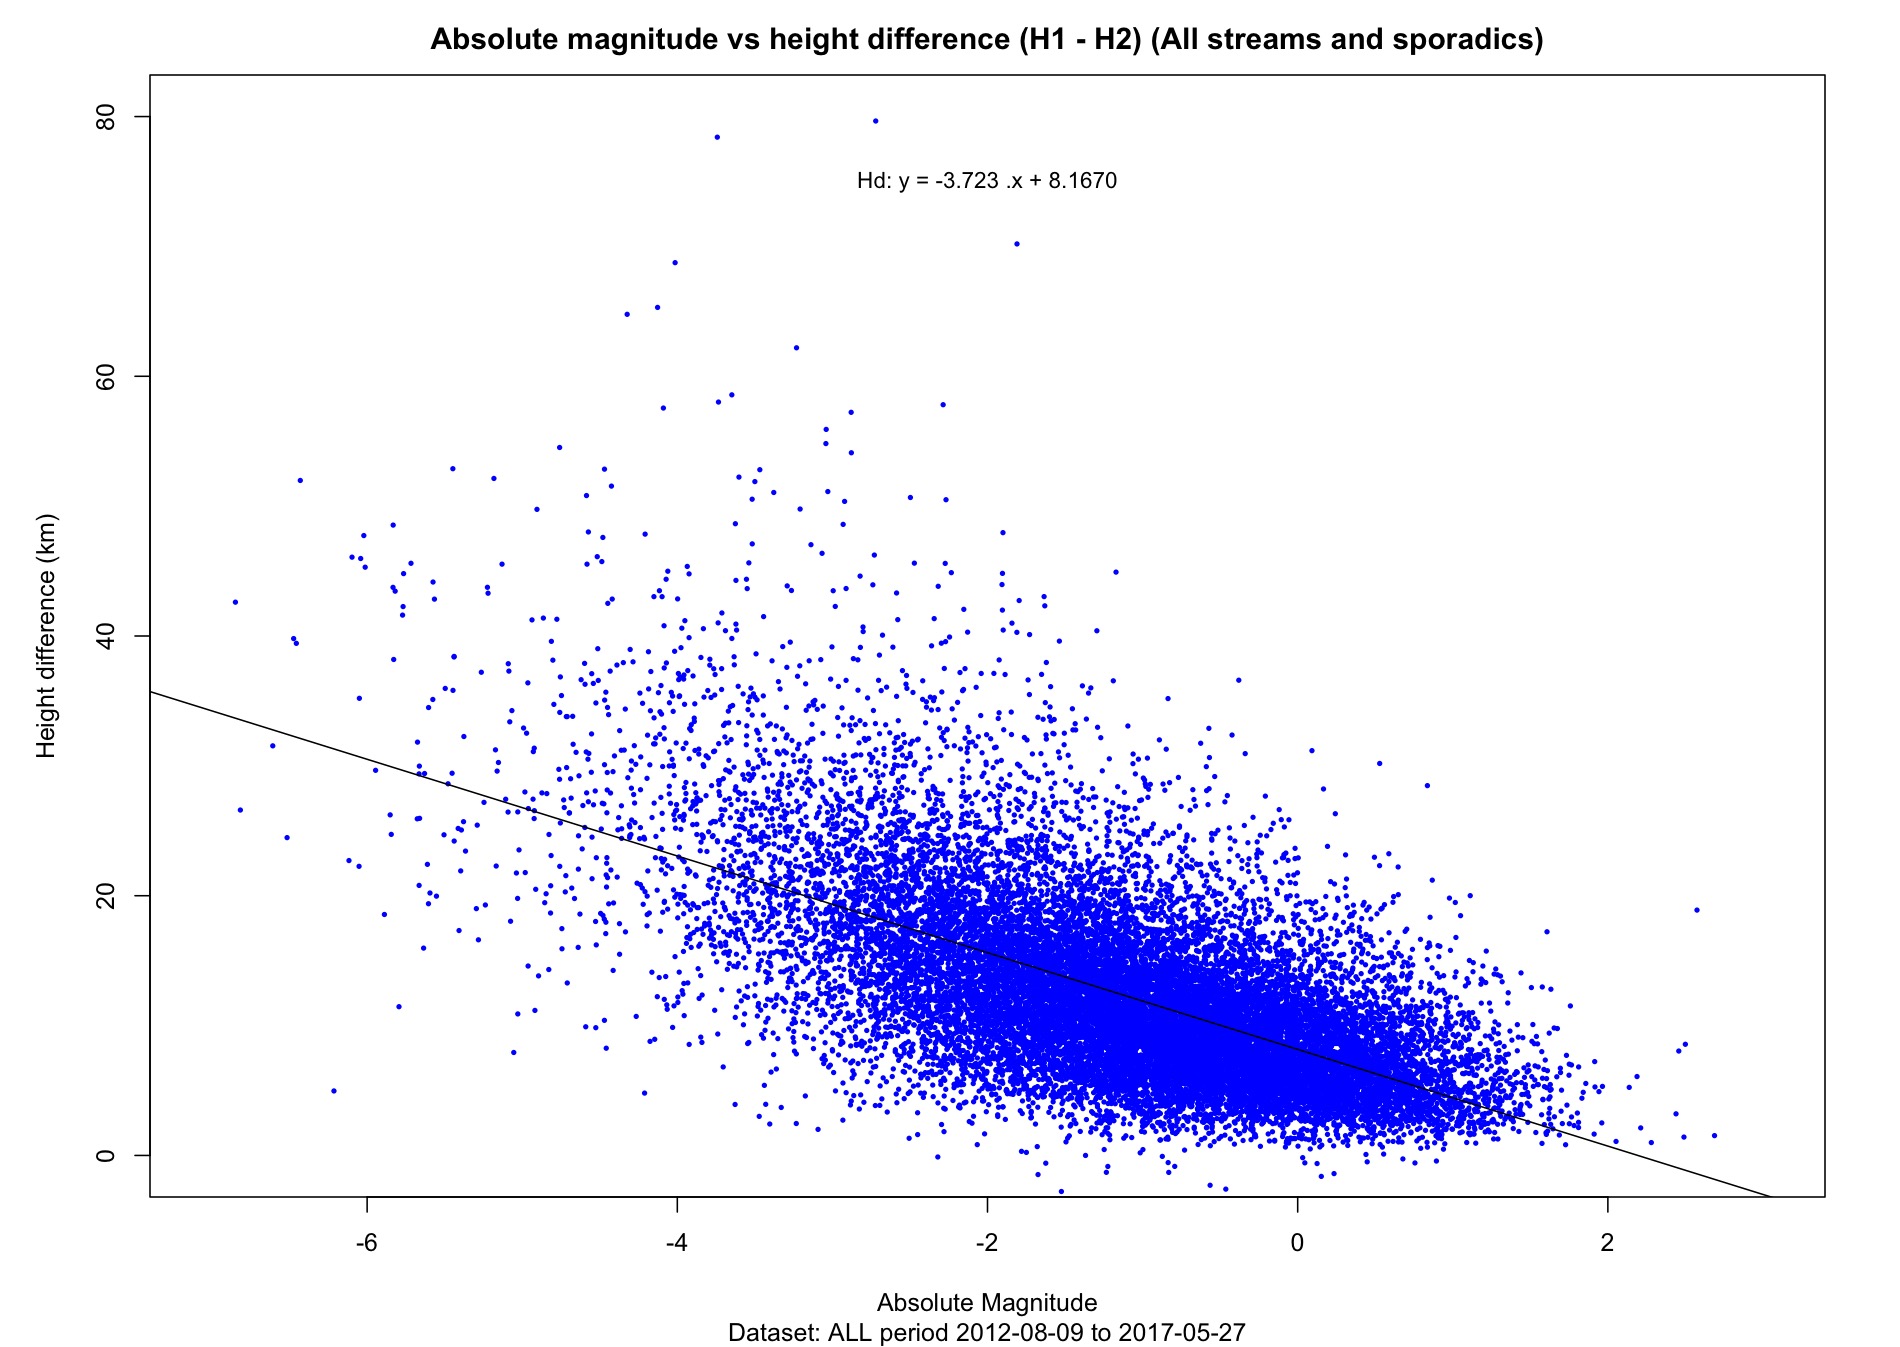 Absolute magnitude vs height difference (H1 - H2) (All streams and sporadics)
80
Hd: y = -3.723 .x + 8.1670
60
Height difference (km)
40
20
0
-6 -4 -2 0 2
Absolute Magnitude
Dataset: ALL period 2012-08-09 to 2017-05-27